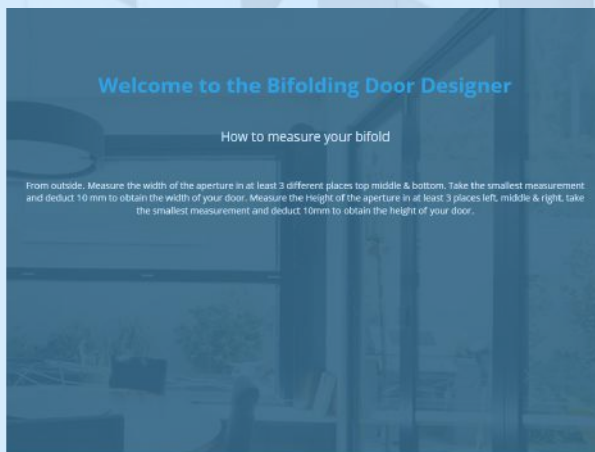 Welcome to the Bifolding Door Designer
How to measure your bifold
From outside. Measure the width of the aperture in at least 3 different places top middle & bottom. Take the smallest measurement
and deduct 10 mm to obtain the width of your door. Measure the Height of the aperture in at least 3 places left, middle & right, take
the smallest measurement and deduct 10mm to obtain the height of your door.